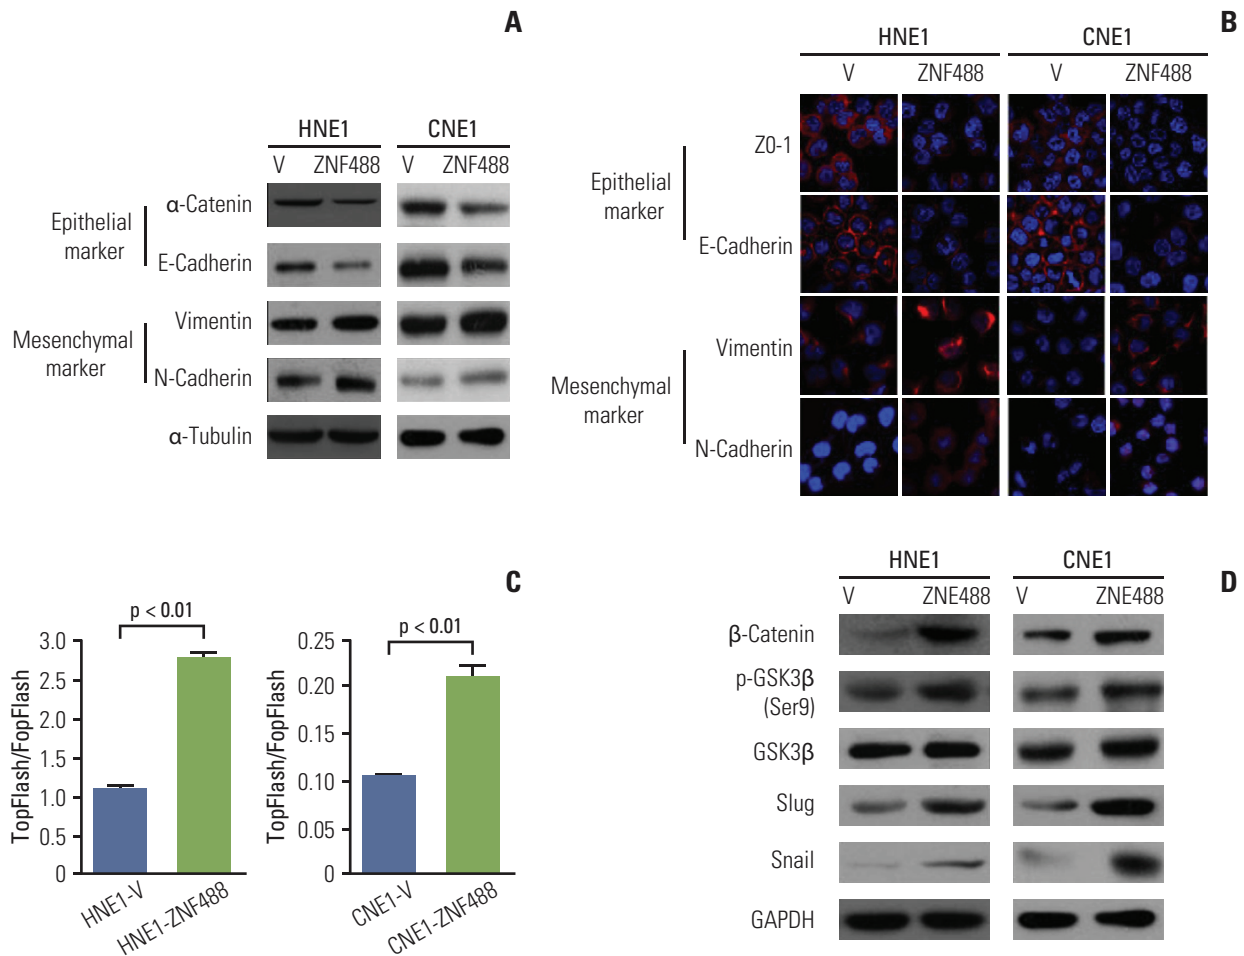 A
HNE1 CNE1
V ZNF488 V ZNF488
α-Catenin
Epithelial
marker
E-Cadherin
Vimentin
Mesenchymal
marker
N-Cadherin
α-Tubulin
B
HNE1 CNE1
V ZNF488 V ZNF488
ZO-1
Epithelial
marker
E-Cadherin
Vimentin
Mesenchymal
marker
N-Cadherin
C
p < 0.01
TopFlash/FopFlash
3.0
2.5
2.0
1.5
1.0
0.5
0
HNE1-V
HNE1-ZNF488
p < 0.01
TopFlash/FopFlash
0.25
0.20
0.15
0.10
0.05
0
CNE1-V
CNE1-ZNF488
D
HNE1 CNE1
V ZNE488 V ZNE488
β-Catenin
p-GSK3β
(Ser9)
GSK3β
Slug
Snail
GAPDH